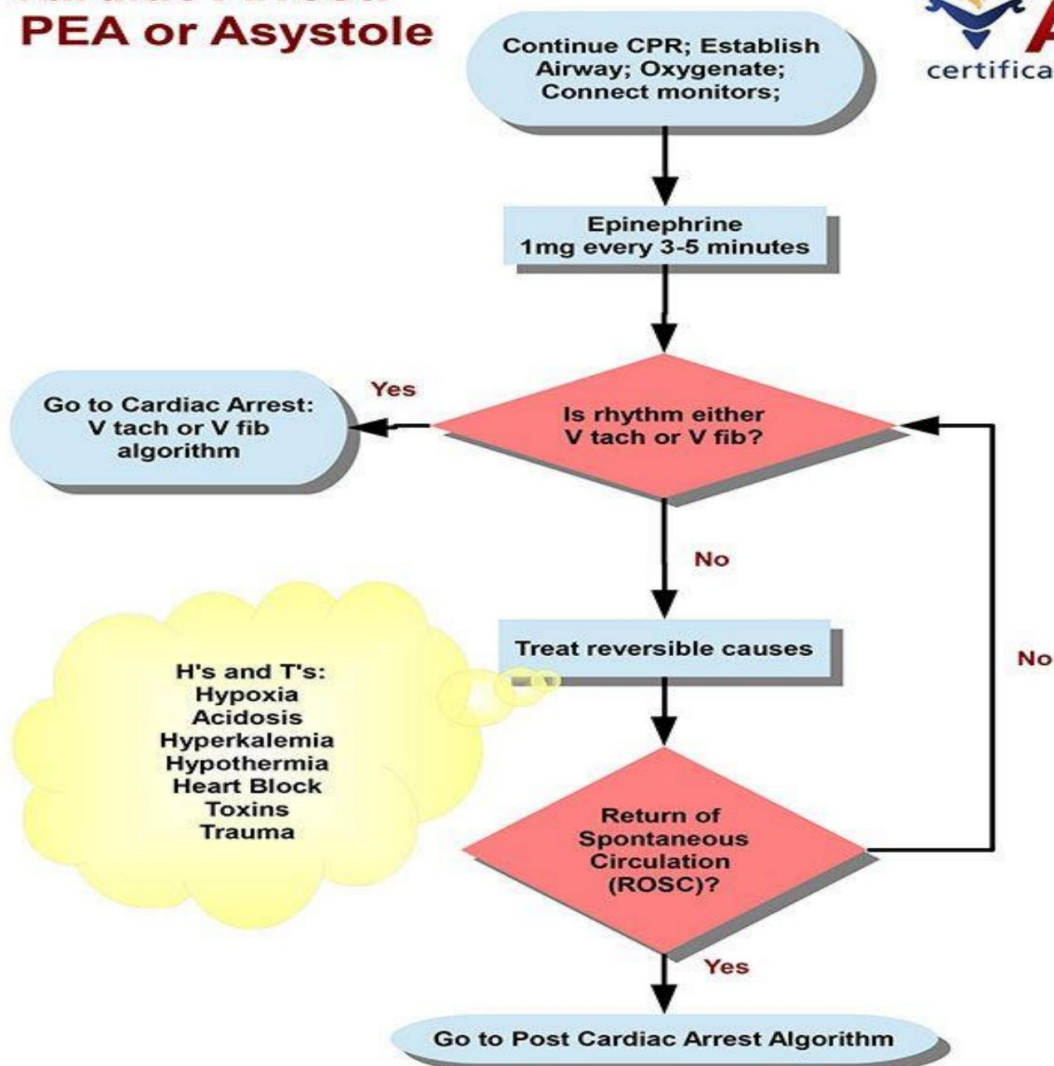 PEA or Asystole
Continue CPR; Establish
Airway; Oxygenate;
Connect monitors;
Epinephrine
1mg every 3-5 minutes
Is rhythm either
V tach or V fib?
Yes
Go to Cardiac Arrest:
V tach or V fib
algorithm
No
Treat reversible causes
H's and T's:
Hypoxia
Acidosis
Hyperkalemia
Hypothermia
Heart Block
Toxins
Trauma
Return of
Spontaneous
Circulation
(ROSC)?
No
Yes
Go to Post Cardiac Arrest Algorithm